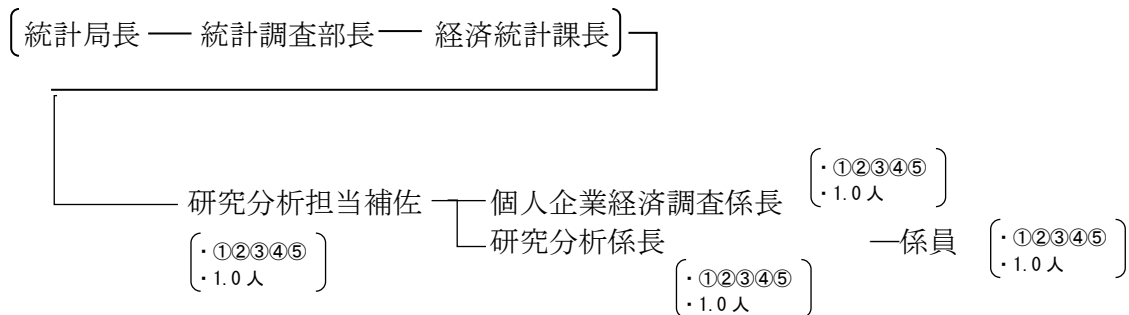 統計局長 ― 統計調査部長 ― 経済統計課長
・①②③④⑤
・1.0人
研究分析担当補佐 個人企業経済調査係長
研究分析係長 ―係員
・①②③④⑤
・1.0人
・①②③④⑤
・1.0人
・①②③④⑤
・1.0人